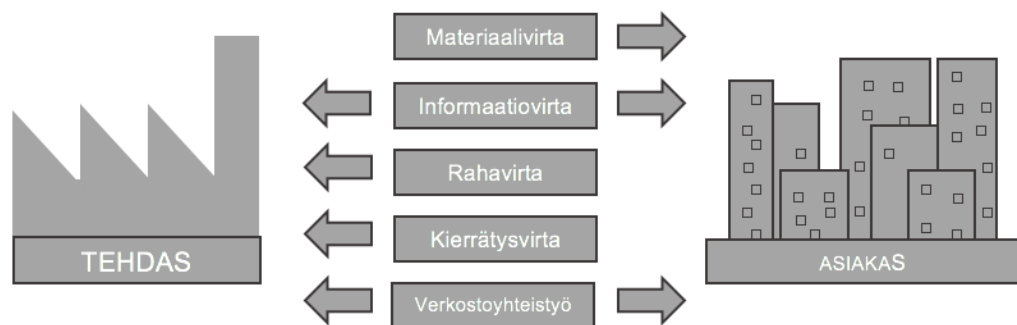 Materiaalivirta
Informaatiovirta
Rahavirta
Kierrätysvirta
Verkostoyhteistyö
TEHDAS
ASIAKAS